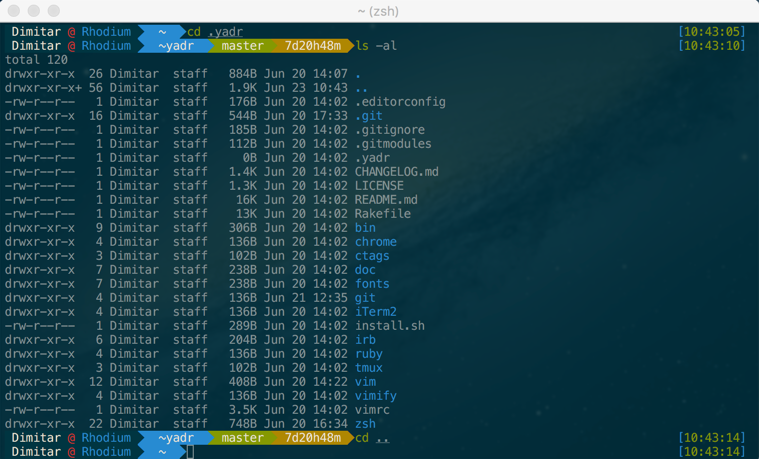 ~ (zsh)
Dimitar @ Rhodium ~ cd .yadr [10:43:05]
Dimitar @ Rhodium ~yadr master 7d20h48m ls -al [10:43:10]
total 120
drwxr-xr-x 26 Dimitar staff 884B Jun 20 14:07 .
drwxr-xr-x+ 56 Dimitar staff 1.9K Jun 23 10:43 ..
-rw-r--r-- 1 Dimitar staff 176B Jun 20 14:02 .editorconfig
drwxr-xr-x 16 Dimitar staff 544B Jun 20 17:33 .git
-rw-r--r-- 1 Dimitar staff 185B Jun 20 14:02 .gitignore
-rw-r--r-- 1 Dimitar staff 112B Jun 20 14:02 .gitmodules
-rw-r--r-- 1 Dimitar staff 0B Jun 20 14:02 .yadr
-rw-r--r-- 1 Dimitar staff 1.4K Jun 20 14:02 CHANGELOG.md
-rw-r--r-- 1 Dimitar staff 1.3K Jun 20 14:02 LICENSE
-rw-r--r-- 1 Dimitar staff 16K Jun 20 14:02 README.md
-rw-r--r-- 1 Dimitar staff 13K Jun 20 14:02 Rakefile
drwxr-xr-x 9 Dimitar staff 306B Jun 20 14:02 bin
drwxr-xr-x 4 Dimitar staff 136B Jun 20 14:02 chrome
drwxr-xr-x 3 Dimitar staff 102B Jun 20 14:02 ctags
drwxr-xr-x 7 Dimitar staff 238B Jun 20 14:02 doc
drwxr-xr-x 7 Dimitar staff 238B Jun 20 14:02 fonts
drwxr-xr-x 4 Dimitar staff 136B Jun 21 12:35 git
drwxr-xr-x 4 Dimitar staff 136B Jun 20 14:02 iTerm2
-rw-r--r-- 1 Dimitar staff 289B Jun 20 14:02 install.sh
drwxr-xr-x 6 Dimitar staff 204B Jun 20 14:02 irb
drwxr-xr-x 4 Dimitar staff 136B Jun 20 14:02 ruby
drwxr-xr-x 3 Dimitar staff 102B Jun 20 14:02 tmux
drwxr-xr-x 12 Dimitar staff 408B Jun 20 14:22 vim
drwxr-xr-x 4 Dimitar staff 136B Jun 20 14:02 vimify
-rw-r--r-- 1 Dimitar staff 3.5K Jun 20 14:02 vimrc
drwxr-xr-x 22 Dimitar staff 748B Jun 20 16:34 zsh
Dimitar @ Rhodium ~yadr master 7d20h48m cd .. [10:43:14]
Dimitar @ Rhodium ~ [10:43:14]